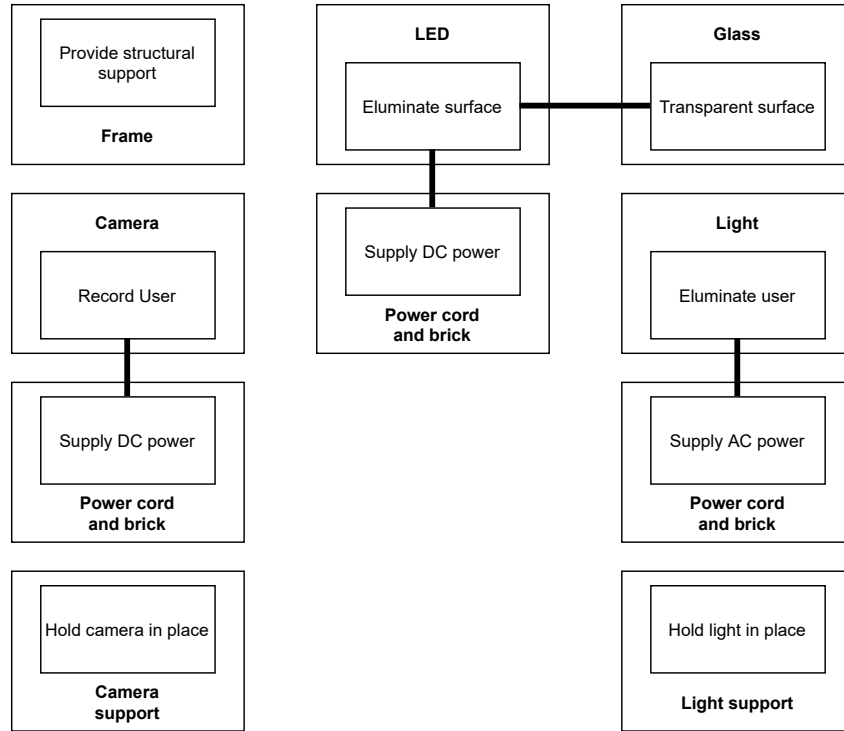 Provide structural
support
Frame
LED
Eluminate surface
Glass
Transparent surface
Camera
Record User
Supply DC power
Power cord
and brick
Light
Eluminate user
Supply DC power
Power cord
and brick
Supply AC power
Power cord
and brick
Hold camera in place
Camera
support
Hold light in place
Light support